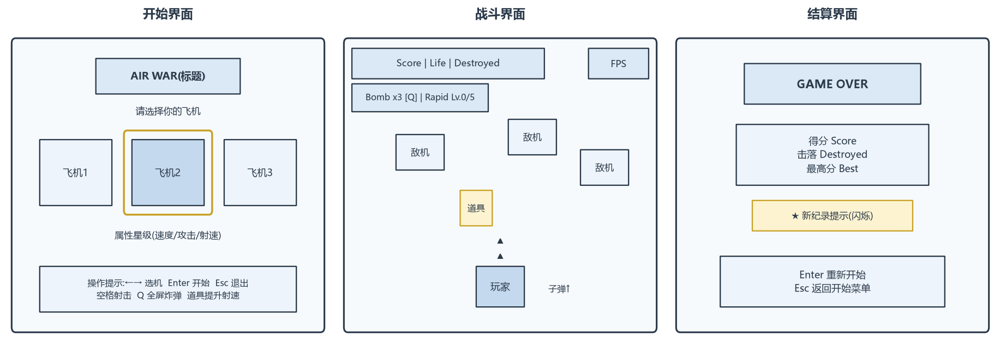 开始界面
AIR WAR(标题)
请选择你的飞机
飞机1
飞机2
飞机3
属性星级(速度/攻击/射速)
操作提示:←→ 选机  Enter 开始  Esc 退出
空格射击  Q 全屏炸弹  道具提升射速
战斗界面
Score | Life | Destroyed
FPS
Bomb x3 [Q] | Rapid Lv.0/5
敌机
敌机
敌机
道具
▲
▲
玩家
子弹↑
结算界面
GAME OVER
得分 Score
击落 Destroyed
最高分 Best
★ 新纪录提示(闪烁)
Enter 重新开始
Esc 返回开始菜单